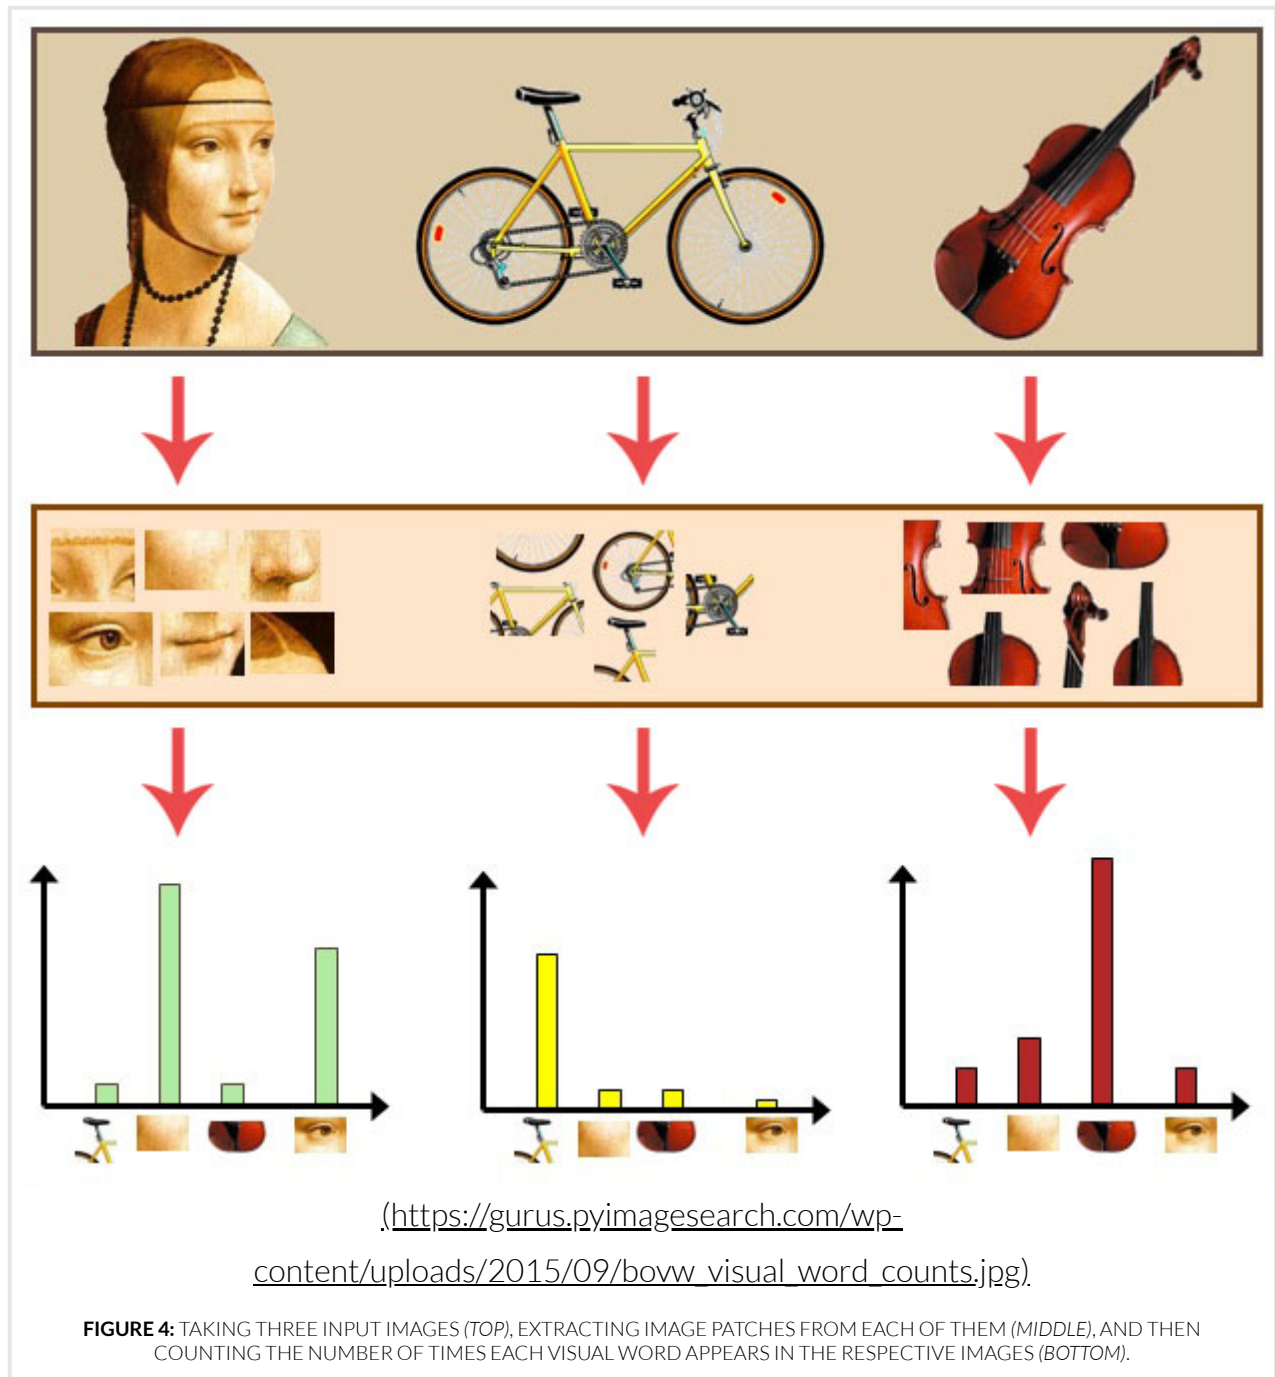 (https://gurus.pyimagesearch.com/wp-
content/uploads/2015/09/bovw_visual_word_counts.jpg)
FIGURE 4: TAKING THREE INPUT IMAGES (TOP), EXTRACTING IMAGE PATCHES FROM EACH OF THEM (MIDDLE), AND THEN
COUNTING THE NUMBER OF TIMES EACH VISUAL WORD APPEARS IN THE RESPECTIVE IMAGES (BOTTOM).